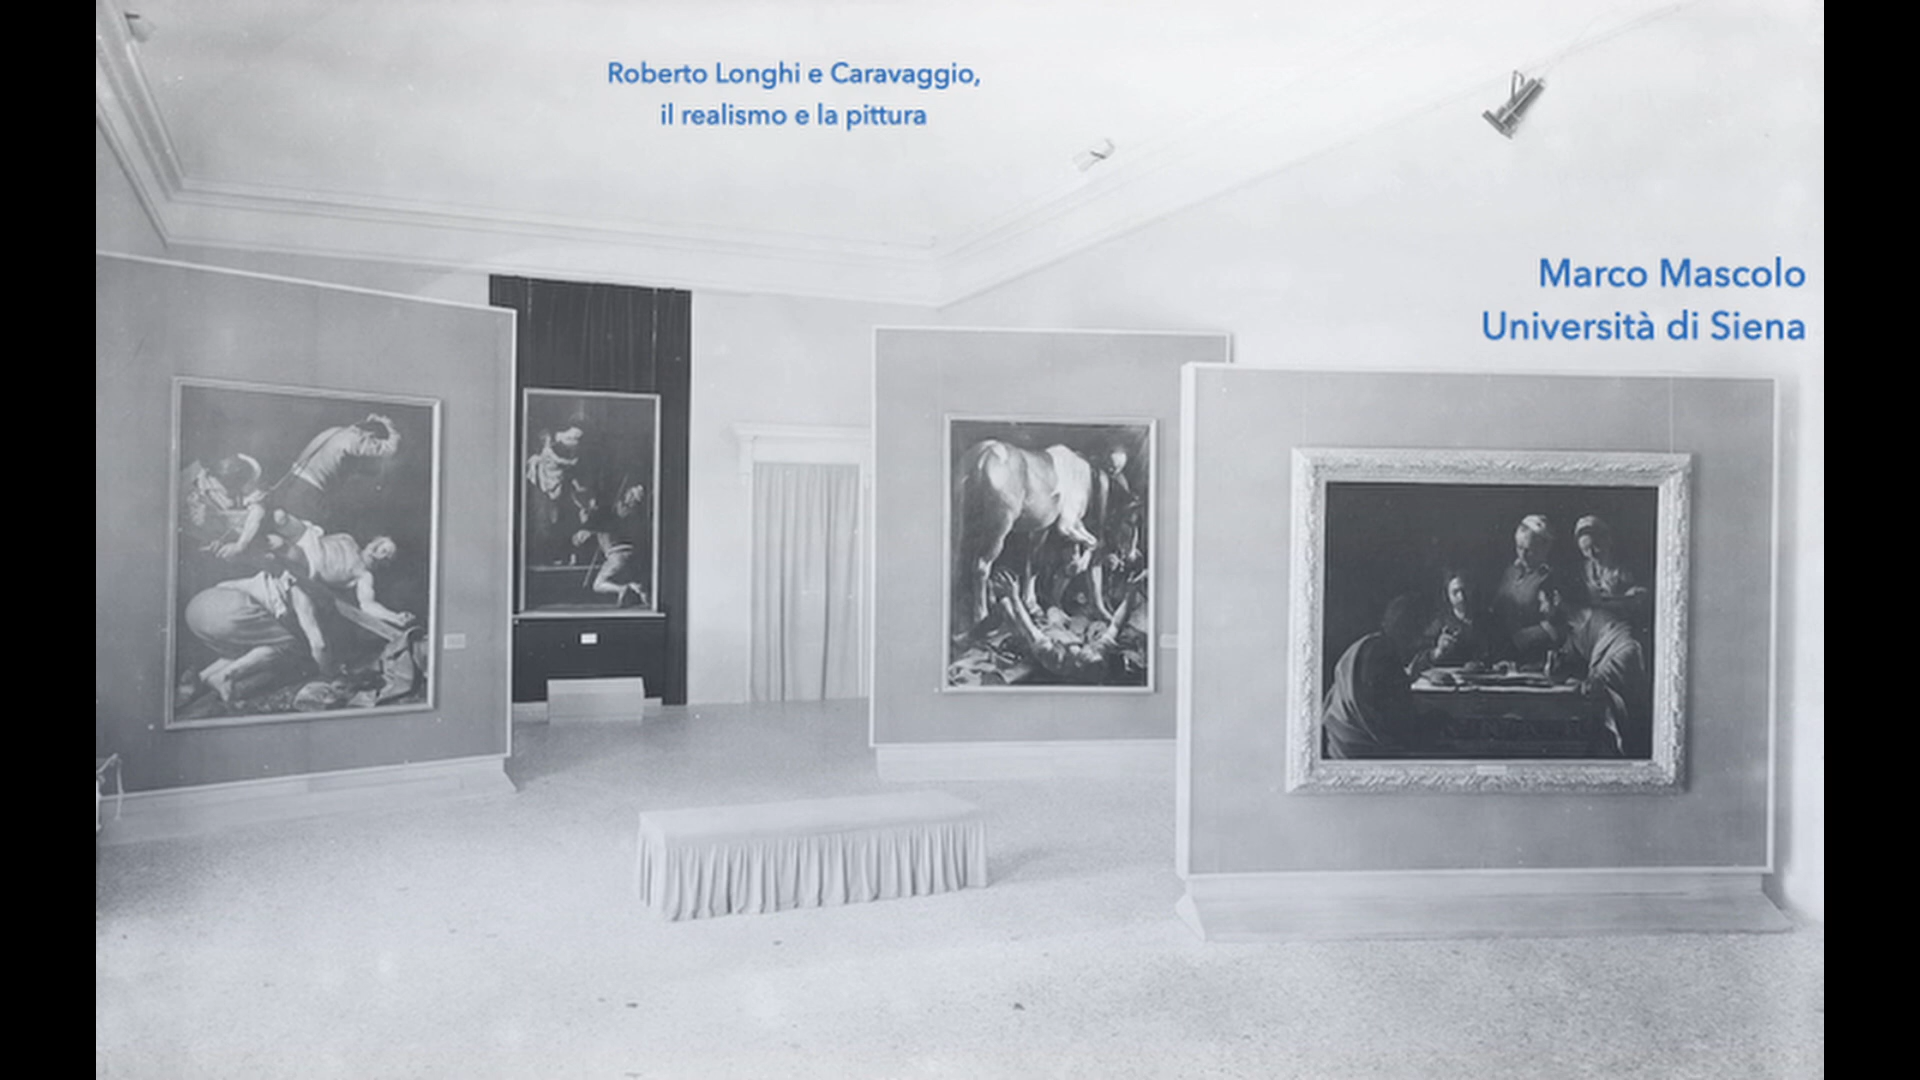 Roberto Longhi e Caravaggio,
il realismo e la pittura
Marco Mascolo
Università di Siena